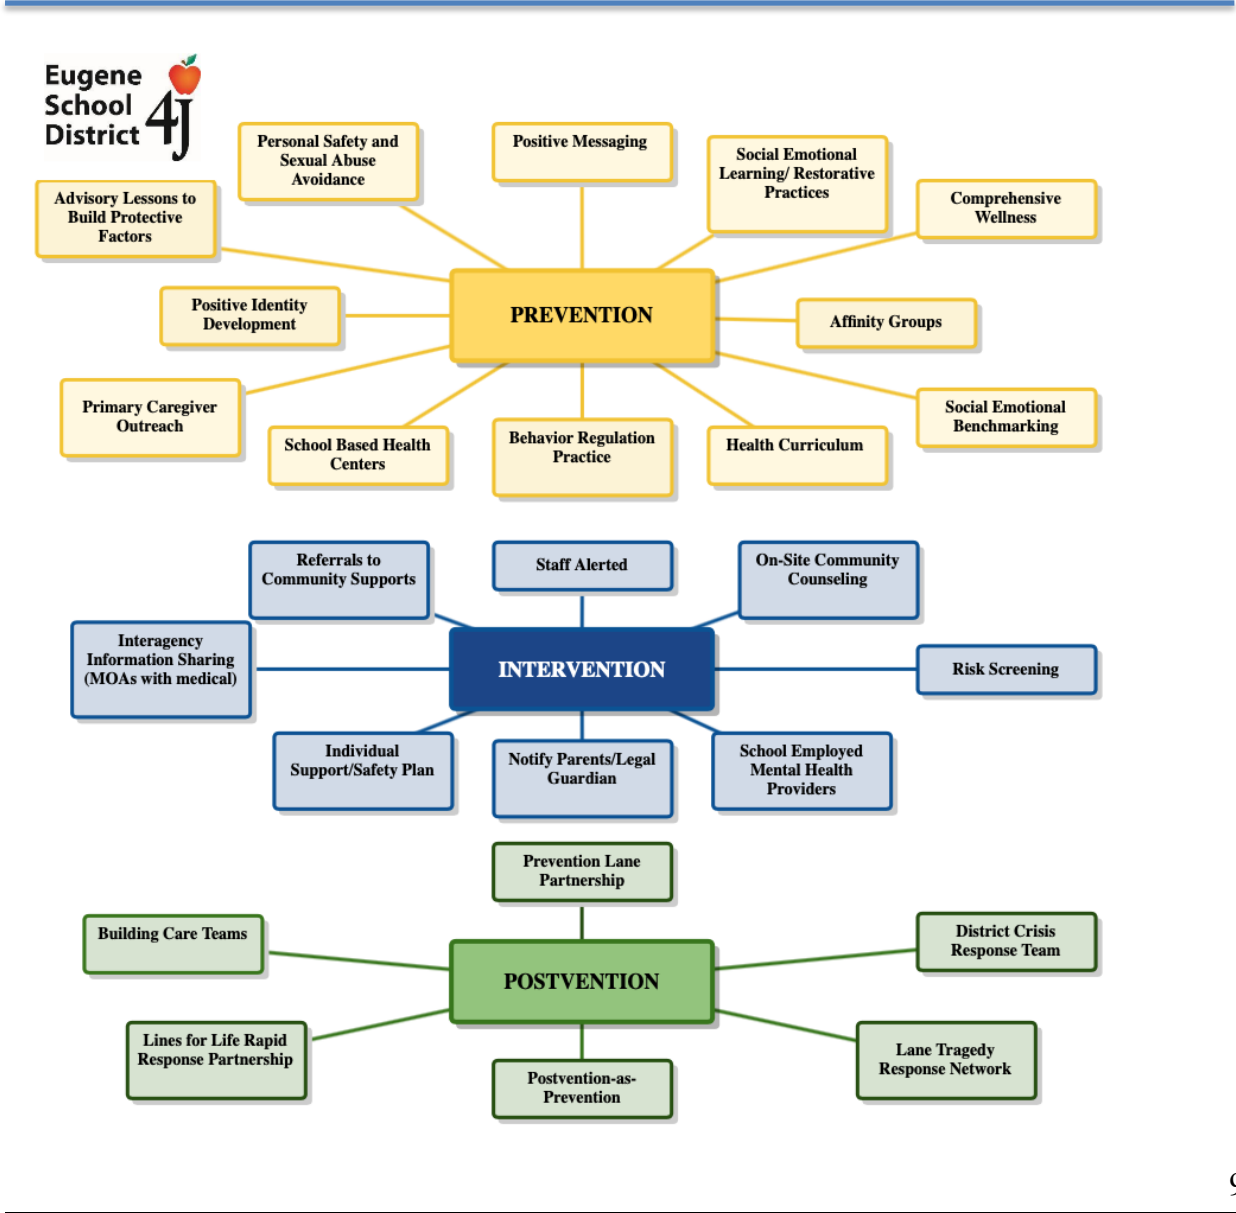 Eugene
School
District 4J
Personal Safety and
Sexual Abuse
Avoidance
Positive Messaging
Social Emotional
Learning/ Restorative
Practices
Advisory Lessons to
Build Protective
Factors
Comprehensive
Wellness
Positive Identity
Development
PREVENTION
Affinity Groups
Primary Caregiver
Outreach
School Based Health
Centers
Behavior Regulation
Practice
Health Curriculum
Social Emotional
Benchmarking
Referrals to
Community Supports
Staff Alerted
On-Site Community
Counseling
Interagency
Information Sharing
(MOAs with medical)
INTERVENTION
Risk Screening
Individual
Support/Safety Plan
Notify Parents/Legal
Guardian
School Employed
Mental Health
Providers
Prevention Lane
Partnership
Building Care Teams
District Crisis
Response Team
POSTVENTION
Lines for Life Rapid
Response Partnership
Postvention-as-
Prevention
Lane Tragedy
Response Network